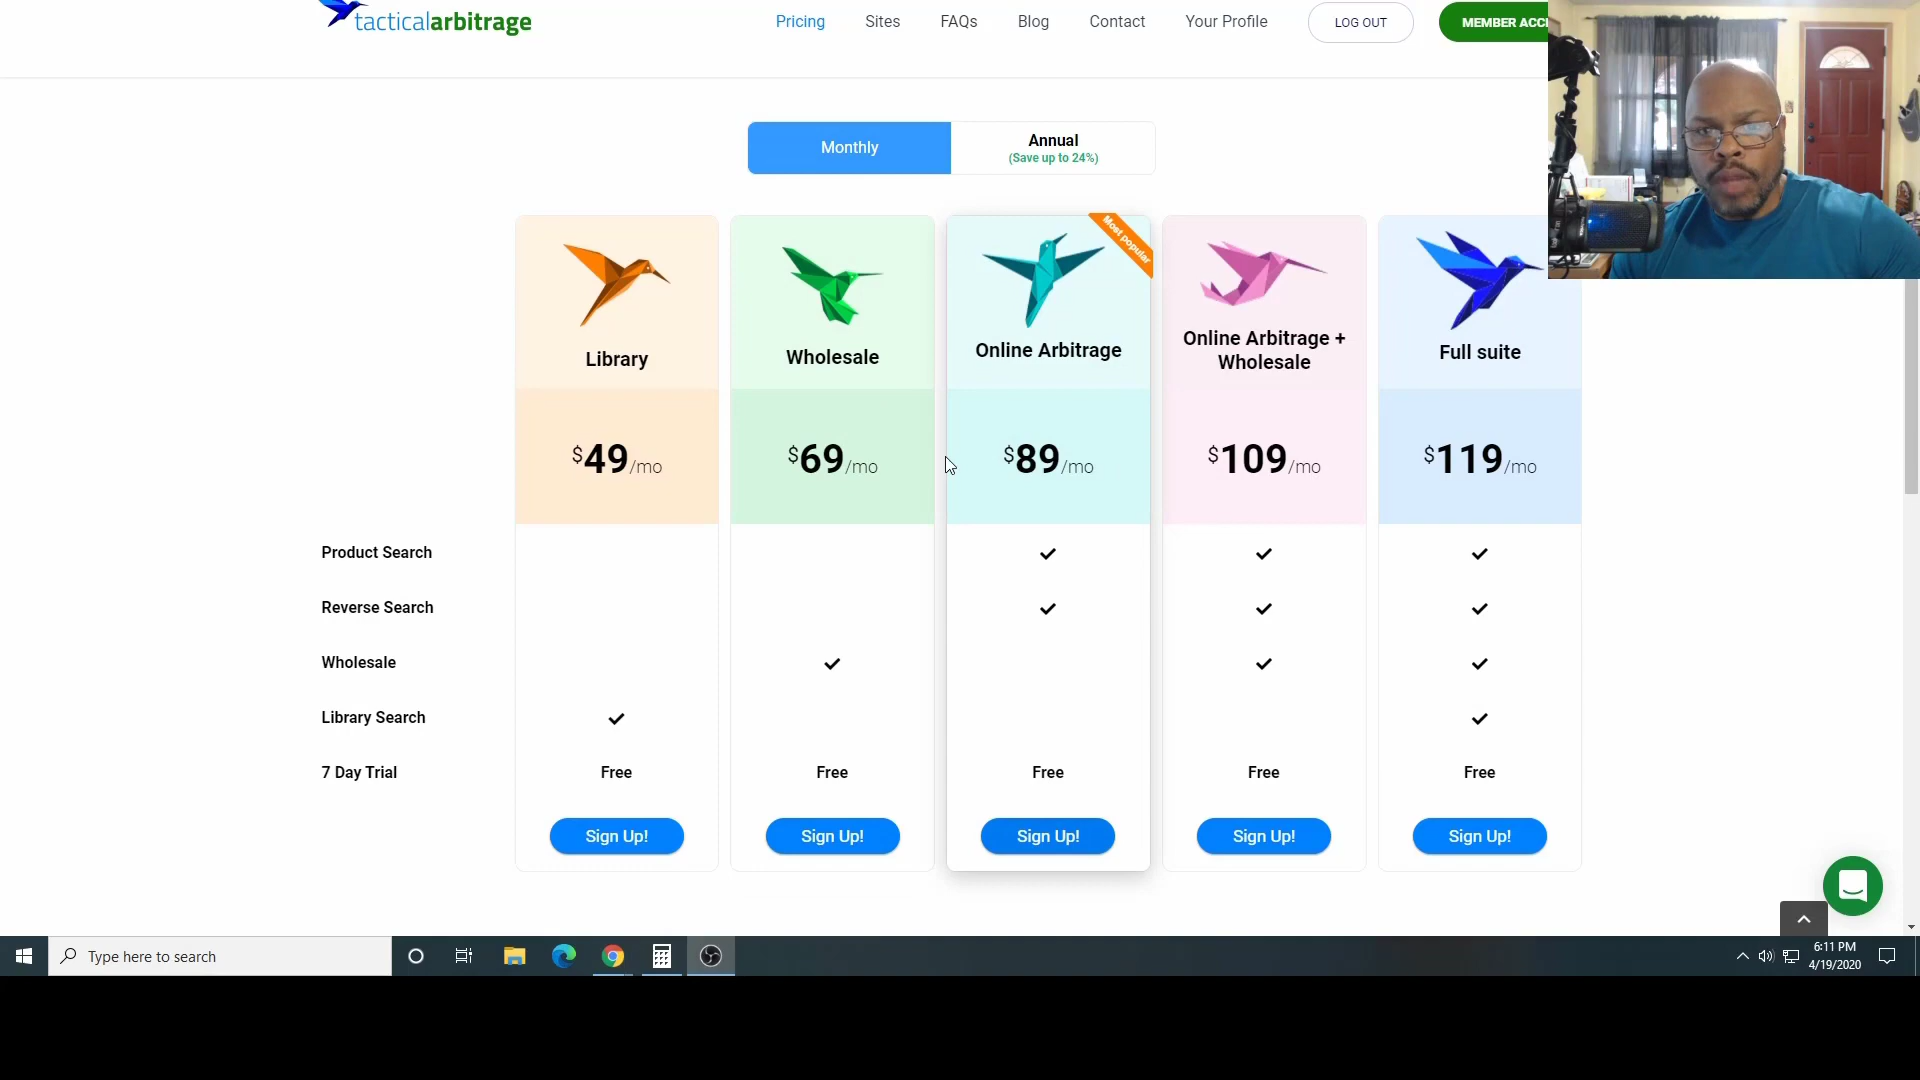 tacticalarbitrage
Pricing
Sites
FAQs
Blog
Contact
Your Profile
LOG OUT
MEMBER ACC
Monthly
Annual
(Save up to 24%)
Most popular
Library
Wholesale
Online Arbitrage
Online Arbitrage +
Wholesale
Full suite
$49/mo
$69/mo
$89/mo
$109/mo
$119/mo
Product Search
Reverse Search
Wholesale
Library Search
7 Day Trial
Free
Free
Free
Free
Free
Sign Up!
Sign Up!
Sign Up!
Sign Up!
Sign Up!
Type here to search
6:11 PM
4/19/2020